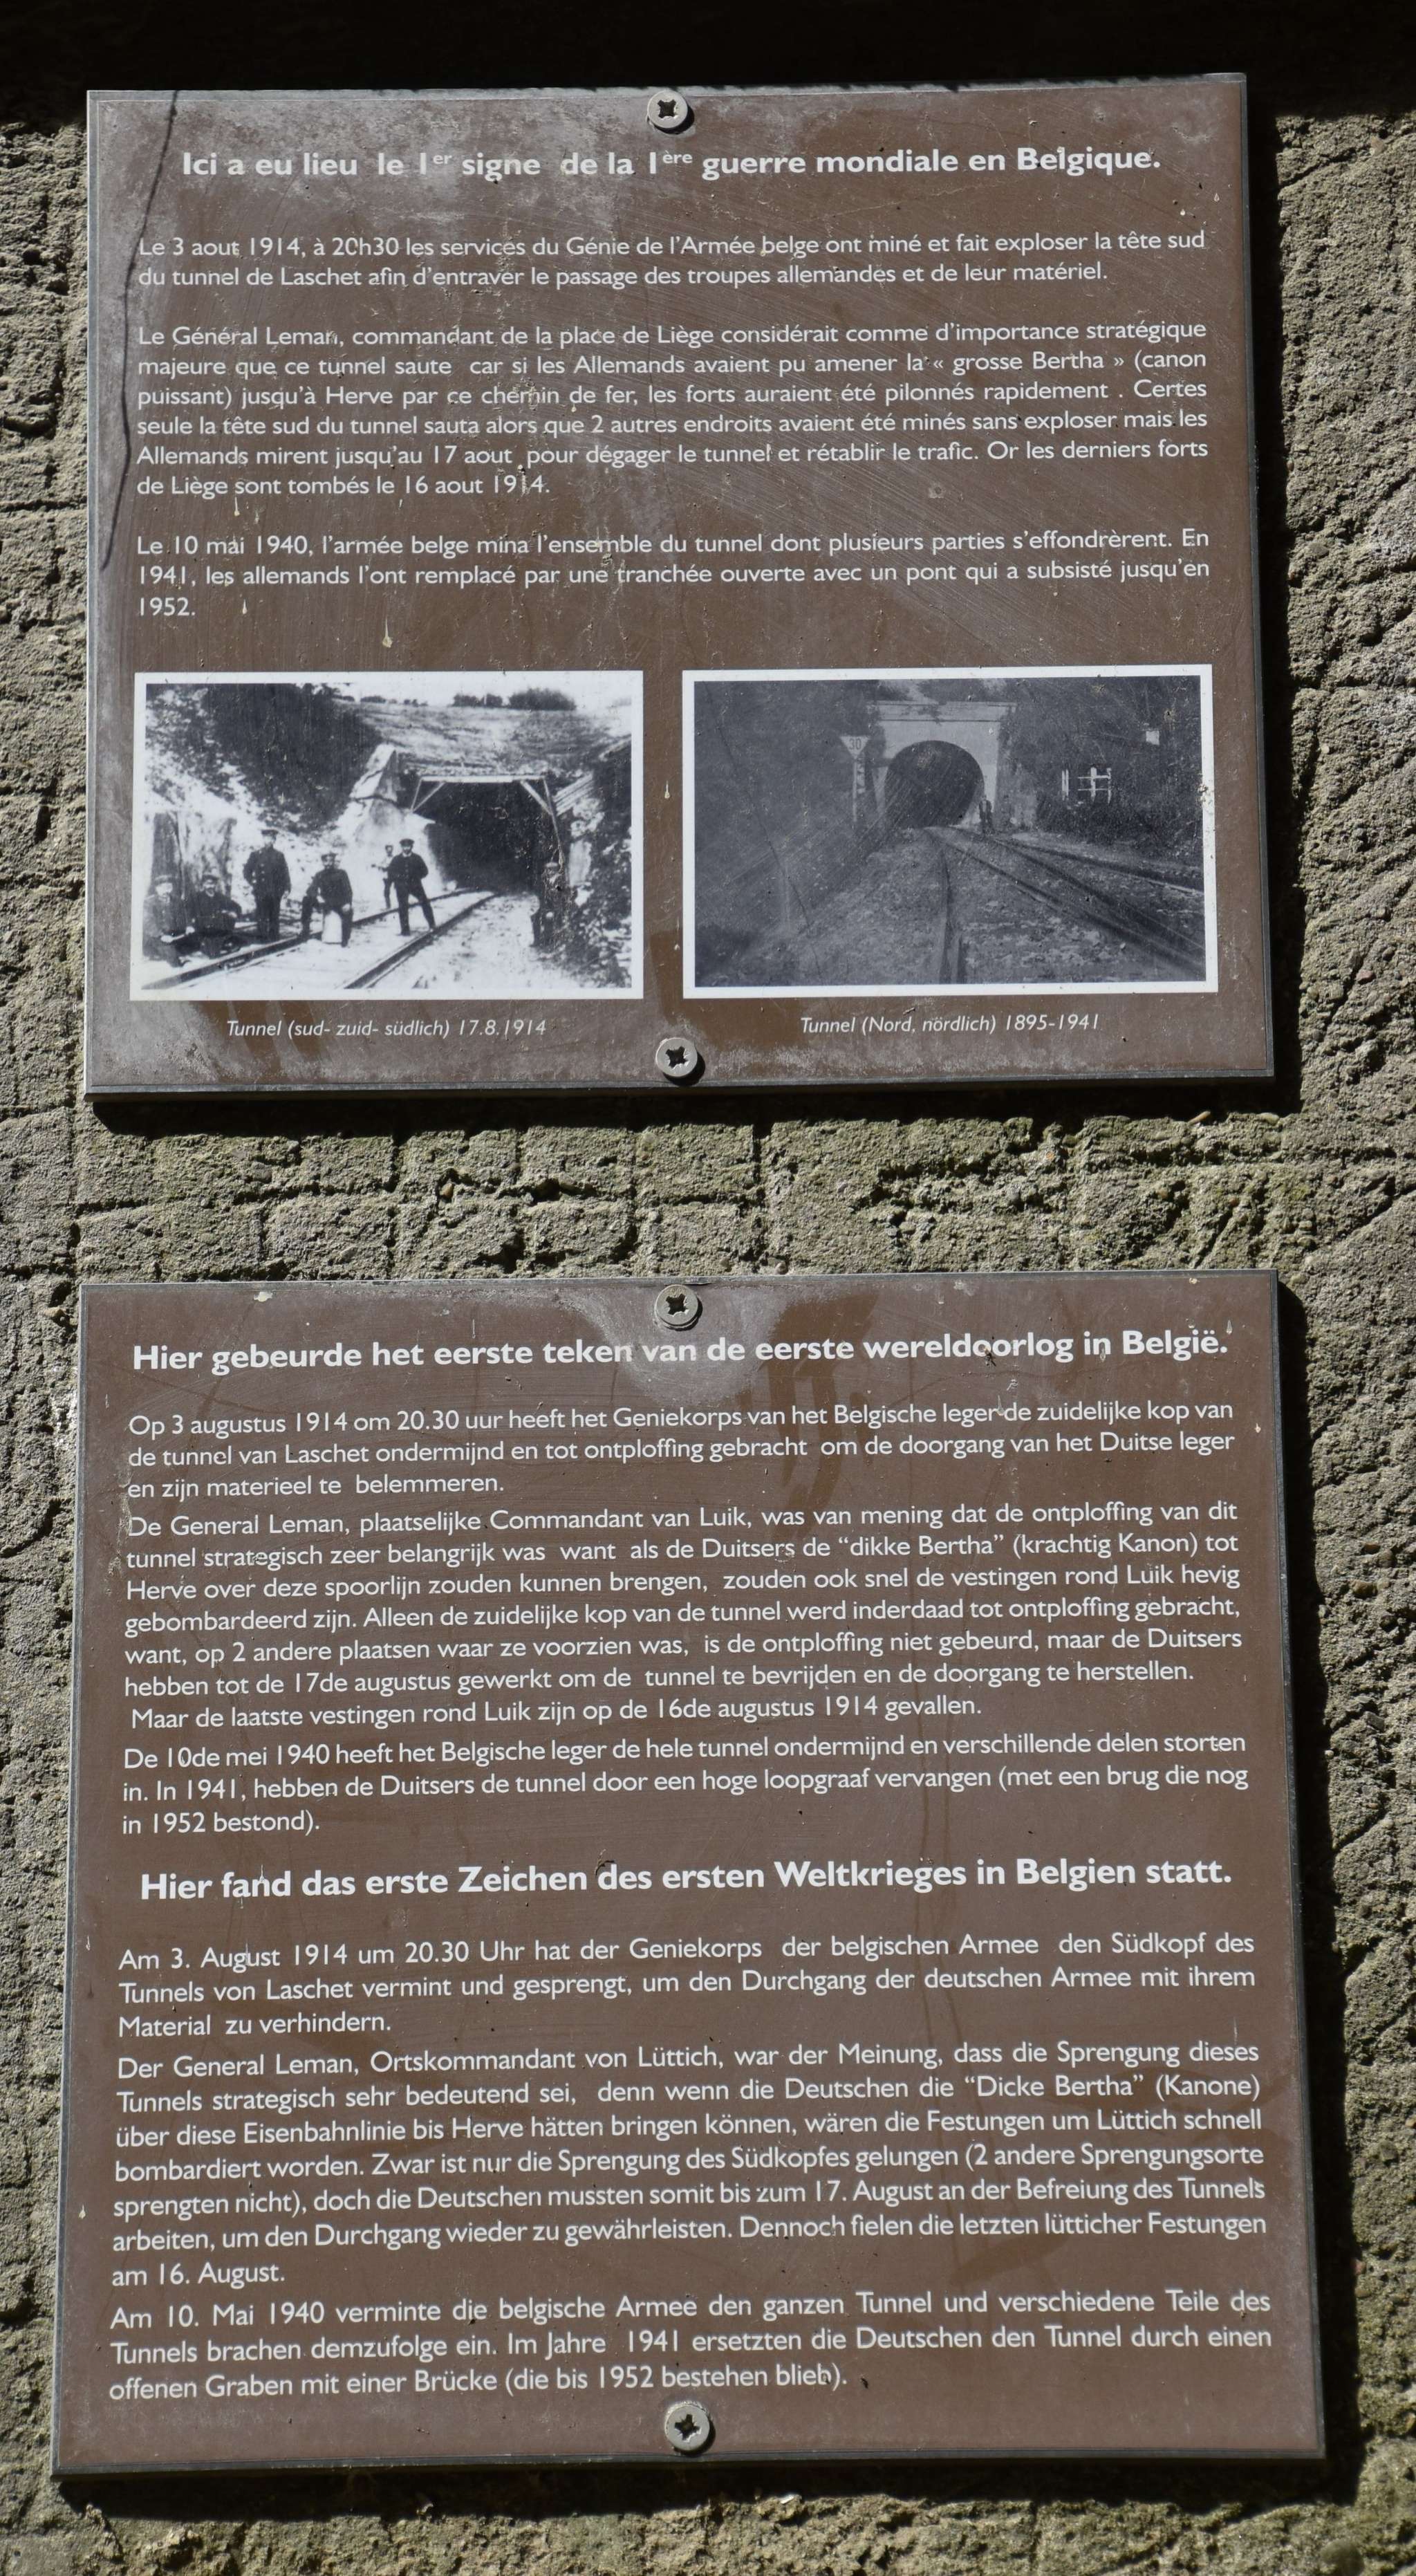 Ici a eu lieu le 1er signe de la 1ère guerre mondiale en Belgique.
Le 3 aout 1914, à 20h30 les services du Génie de l'Armée belge ont miné et fait exploser la tête sud
du tunnel de Laschet afin d'entraver le passage des troupes allemandes et de leur matériel.
Le Général Leman, commandant de la place de Liège considérait comme d'importance stratégique
majeure que ce tunnel saute car si les Allemands avaient pu amener la « grosse Bertha » (canon
puissant) jusqu'à Herve par ce chemin de fer, les forts auraient été pilonnés rapidement . Certes
seule la tête sud du tunnel sauta alors que 2 autres endroits avaient été minés sans exploser mais les
Allemands mirent jusqu'au 17 aout pour dégager le tunnel et rétablir le trafic. Or les derniers forts
de Liège sont tombés le 16 aout 1914.
Le 10 mai 1940, l'armée belge mina l'ensemble du tunnel dont plusieurs parties s'effondrèrent. En
1941, les allemands l'ont remplacé par une tranchée ouverte avec un pont qui a subsisté jusqu'en
1952.
30
Tunnel (sud- zuid- südlich) 17.8.1914
Tunnel (Nord, nördlich) 1895-1941
Hier gebeurde het eerste teken van de eerste wereldoorlog in België.
Op 3 augustus 1914 om 20.30 uur heeft het Geniekorps van het Belgische leger de zuidelijke kop van
de tunnel van Laschet ondermijnd en tot ontploffing gebracht om de doorgang van het Duitse leger
en zijn materieel te belemmeren.
De General Leman, plaatselijke Commandant van Luik, was van mening dat de ontploffing van dit
tunnel strategisch zeer belangrijk was want als de Duitsers de “dikke Bertha” (krachtig Kanon) tot
Herve over deze spoorlijn zouden kunnen brengen, zouden ook snel de vestingen rond Luik hevig
gebombardeerd zijn. Alleen de zuidelijke kop van de tunnel werd inderdaad tot ontploffing gebracht,
want, op 2 andere plaatsen waar ze voorzien was, is de ontploffing niet gebeurd, maar de Duitsers
hebben tot de 17de augustus gewerkt om de tunnel te bevrijden en de doorgang te herstellen.
Maar de laatste vestingen rond Luik zijn op de 16de augustus 1914 gevallen.
De 10de mei 1940 heeft het Belgische leger de hele tunnel ondermijnd en verschillende delen storten
in. In 1941, hebben de Duitsers de tunnel door een hoge loopgraaf vervangen (met een brug die nog
in 1952 bestond).
Hier fand das erste Zeichen des ersten Weltkrieges in Belgien statt.
Am 3. August 1914 um 20.30 Uhr hat der Geniekorps der belgischen Armee den Südkopf des
Tunnels von Laschet vermint und gesprengt, um den Durchgang der deutschen Armee mit ihrem
Material zu verhindern.
Der General Leman, Ortskommandant von Lüttich, war der Meinung, dass die Sprengung dieses
Tunnels strategisch sehr bedeutend sei, denn wenn die Deutschen die “Dicke Bertha” (Kanone)
über diese Eisenbahnlinie bis Herve hätten bringen können, wären die Festungen um Lüttich schnell
bombardiert worden. Zwar ist nur die Sprengung des Südkopfes gelungen (2 andere Sprengungsorte
sprengten nicht), doch die Deutschen mussten somit bis zum 17. August an der Befreiung des Tunnels
arbeiten, um den Durchgang wieder zu gewährleisten. Dennoch fielen die letzten lütticher Festungen
am 16. August.
Am 10. Mai 1940 verminte die belgische Armee den ganzen Tunnel und verschiedene Teile des
Tunnels brachen demzufolge ein. Im Jahre 1941 ersetzten die Deutschen den Tunnel durch einen
offenen Graben mit einer Brücke (die bis 1952 bestehen blieb).